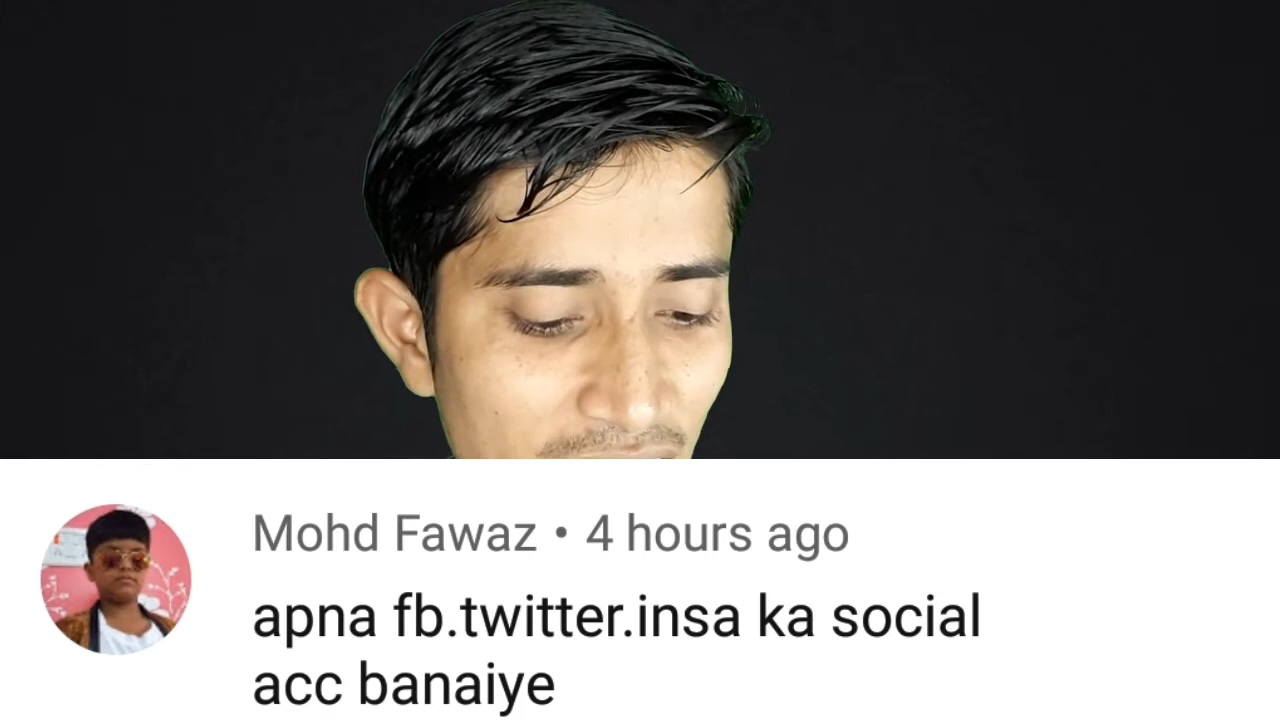 Mohd Fawaz • 4 hours ago
apna fb.twitter.insa ka social
acc banaiye